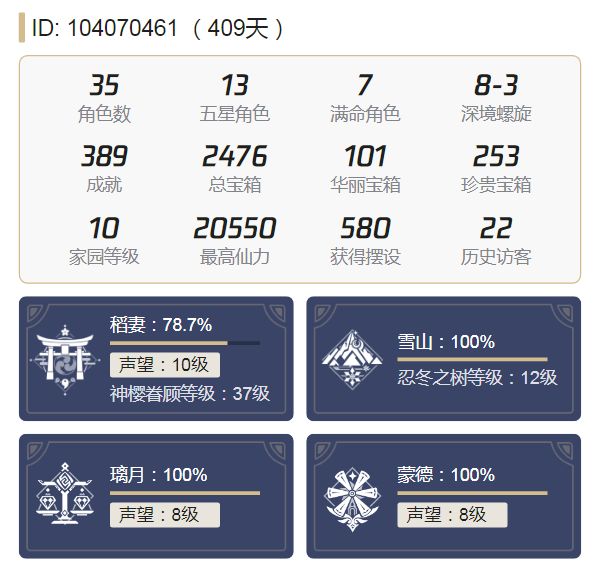 ID: 104070461（409天）
35 13 7 8-3
角色数 五星角色 满命角色 深境螺旋
389 2476 101 253
成就 总宝箱 华丽宝箱 珍贵宝箱
10 20550 580 22
家园等级 最高仙力 获得摆设 历史访客
稻妻：78.7%
声望：10级
神樱眷顾等级：37级
雪山：100%
忍冬之树等级：12级
璃月：100%
声望：8级
蒙德：100%
声望：8级